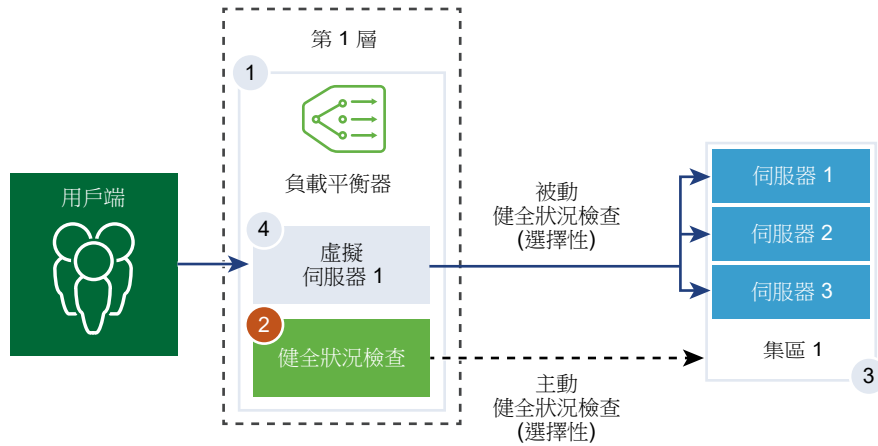 第 1 層
1
負載平衡器
用戶端
4
虛擬
伺服器 1
2
健全狀況檢查
被動
健全狀況檢查
(選擇性)
主動
健全狀況檢查
(選擇性)
伺服器 1
伺服器 2
伺服器 3
集區 1
3